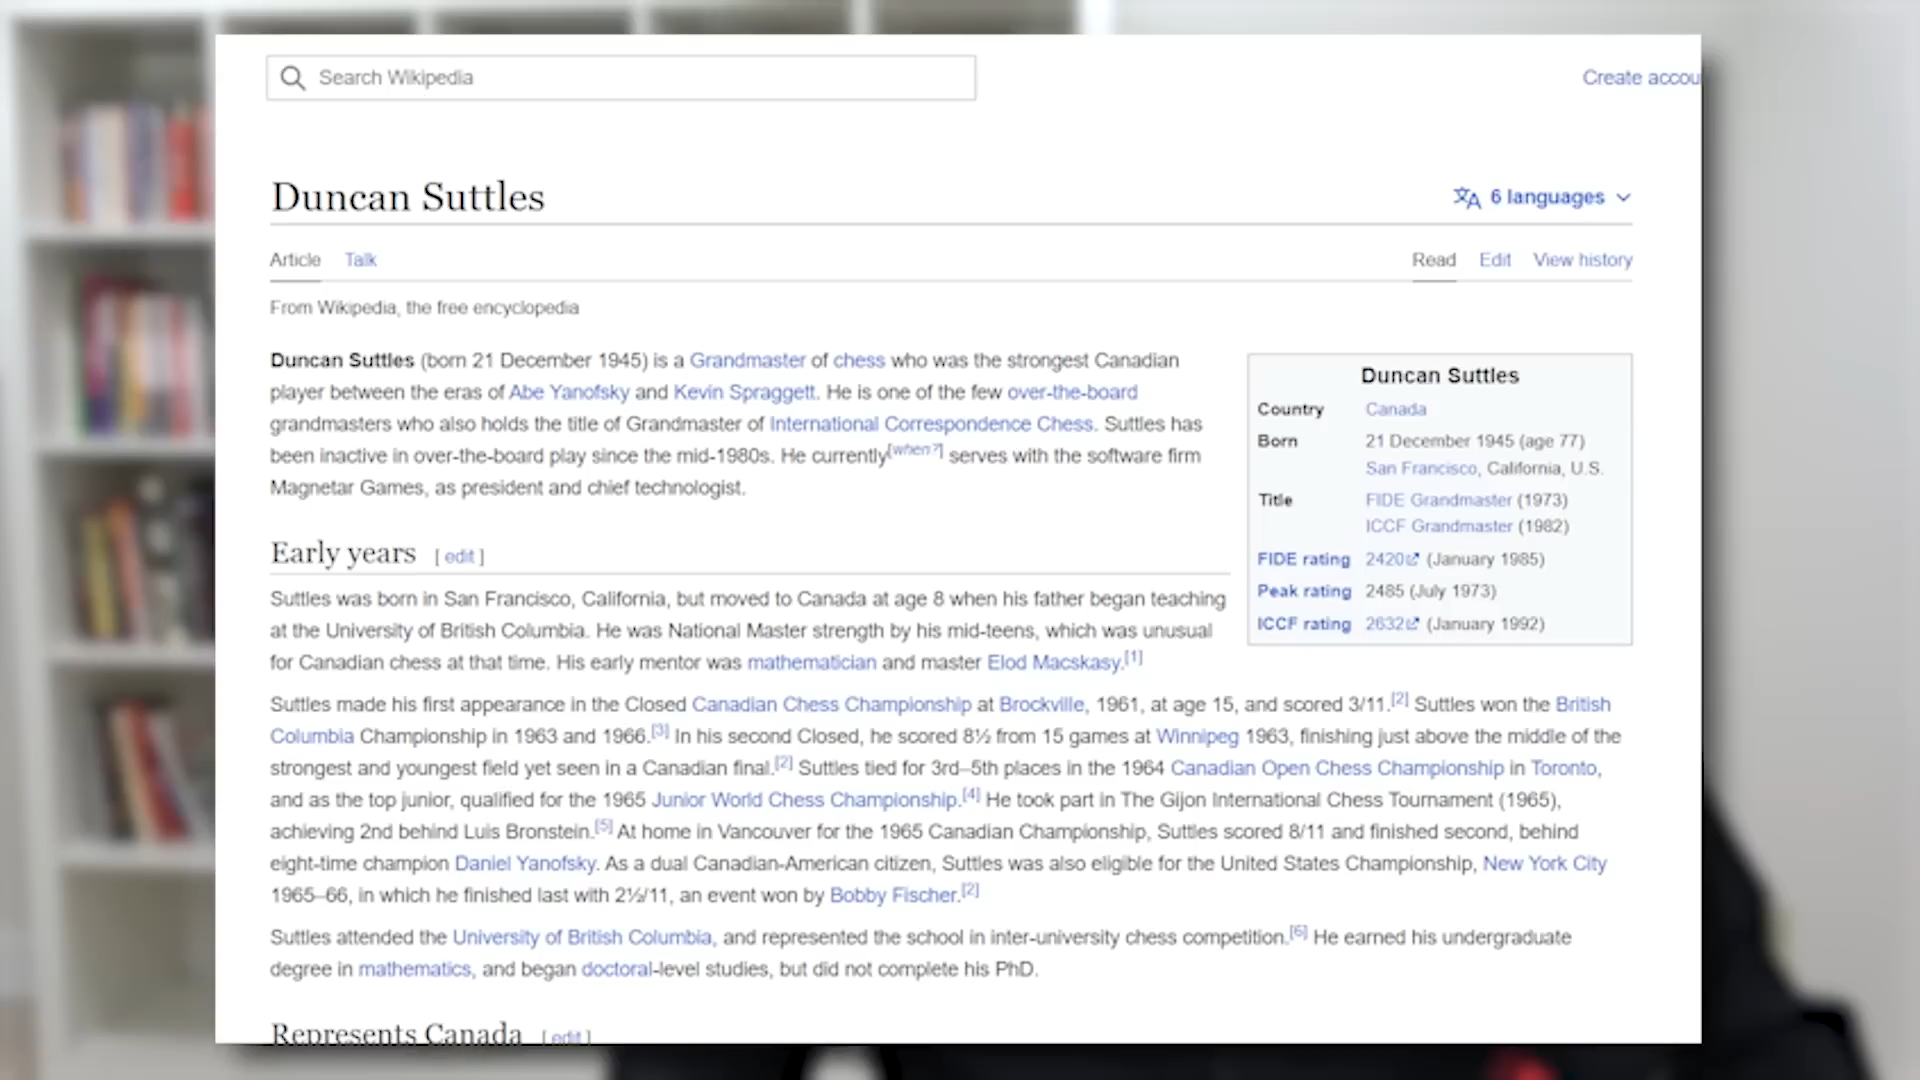 Search Wikipedia
Create accou
Duncan Suttles
6 languages
Article Talk
Read Edit View history
From Wikipedia, the free encyclopedia
Duncan Suttles (born 21 December 1945) is a Grandmaster of chess who was the strongest Canadian
player between the eras of Abe Yanofsky and Kevin Spraggett. He is one of the few over-the-board
grandmasters who also holds the title of Grandmaster of International Correspondence Chess. Suttles has
been inactive in over-the-board play since the mid-1980s. He currently[when?] serves with the software firm
Magnetar Games, as president and chief technologist.
Duncan Suttles
Country Canada
Born 21 December 1945 (age 77)
San Francisco, California, U.S.
Title FIDE Grandmaster (1973)
ICCF Grandmaster (1982)
FIDE rating 2420 (January 1985)
Peak rating 2485 (July 1973)
ICCF rating 2632 (January 1992)
Early years [ edit ]
Suttles was born in San Francisco, California, but moved to Canada at age 8 when his father began teaching
at the University of British Columbia. He was National Master strength by his mid-teens, which was unusual
for Canadian chess at that time. His early mentor was mathematician and master Elod Macskasy.[1]
Suttles made his first appearance in the Closed Canadian Chess Championship at Brockville, 1961, at age 15, and scored 3/11.[2] Suttles won the British
Columbia Championship in 1963 and 1966.[3] In his second Closed, he scored 8½ from 15 games at Winnipeg 1963, finishing just above the middle of the
strongest and youngest field yet seen in a Canadian final.[2] Suttles tied for 3rd–5th places in the 1964 Canadian Open Chess Championship in Toronto,
and as the top junior, qualified for the 1965 Junior World Chess Championship.[4] He took part in The Gijon International Chess Tournament (1965),
achieving 2nd behind Luis Bronstein.[5] At home in Vancouver for the 1965 Canadian Championship, Suttles scored 8/11 and finished second, behind
eight-time champion Daniel Yanofsky. As a dual Canadian-American citizen, Suttles was also eligible for the United States Championship, New York City
1965–66, in which he finished last with 2½/11, an event won by Bobby Fischer.[2]
Suttles attended the University of British Columbia, and represented the school in inter-university chess competition.[6] He earned his undergraduate
degree in mathematics, and began doctoral-level studies, but did not complete his PhD.
Represents Canada [ edit ]